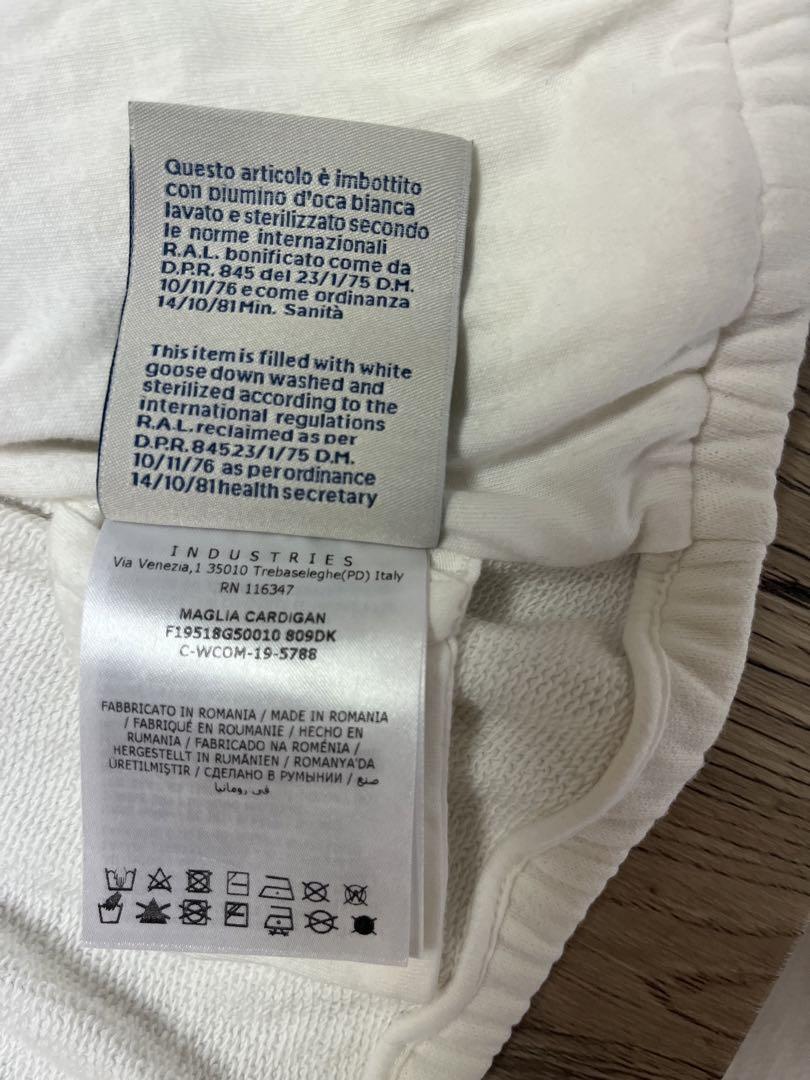 Questo articolo è imbottito
con piumino d'oca bianca
lavato e sterilizzato secondo
le norme internazionali
R.A.L. bonificato come da
D.P.R. 845 del 23/1/75 D.M.
10/11/76 e come ordinanza
14/10/81 Min. Sanità
This item is filled with white
goose down washed and
sterilized according to the
international regulations
R.A.L. reclaimed as per
D.P.R. 845 23/1/75 D.M.
10/11/76 as per ordinance
14/10/81 health secretary
INDUSTRIES
Via Venezia,1 35010 Trebaseleghe(PD) Italy
RN 116347
MAGLIA CARDIGAN
F19518G50010 809DK
C-WCOM-19-5788
FABBRICATO IN ROMANIA / MADE IN ROMANIA
/ FABRIQUÉ EN ROUMANIE / HECHO EN
RUMANIA / FABRICADO NA ROMÉNIA /
HERGESTELLT IN RUMÄNIEN / ROMANYA'DA
ÜRETILMIŞTIR / СДЕЛАНО В РУМЫНИИ / صنع
في رومانيا